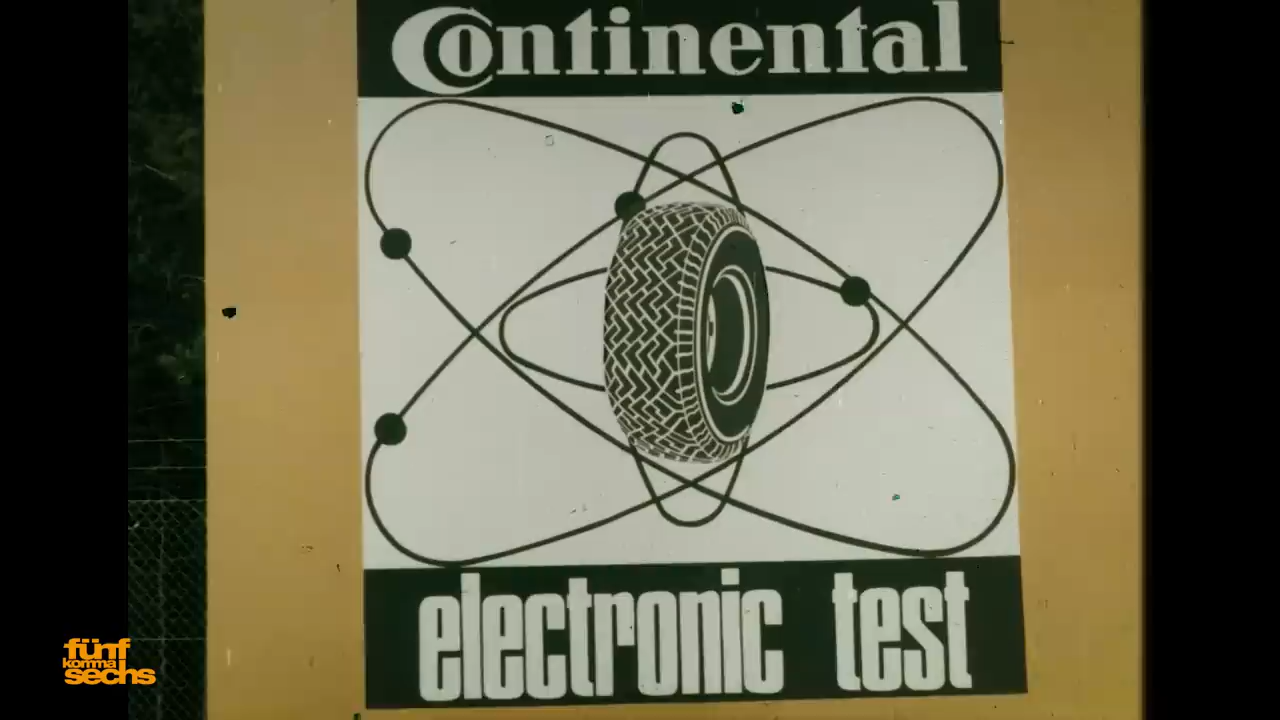 Continental
electronic test
fünf
komma
sechs